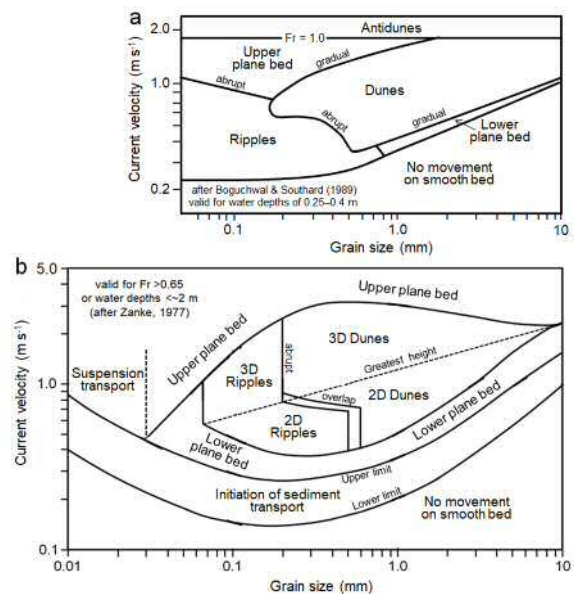 a
2.0
Antidunes
Fr = 1.0
Upper
plane bed
gradual
abrupt
1.0
Dunes
abrupt
gradual
Lower
plane bed
Ripples
No movement
on smooth bed
0.2
after Boguchwal & Southard (1989)
valid for water depths of 0.25–0.4 m
Current velocity (m s-1)
0.1
1.0
10
Grain size (mm)
b
5.0
valid for Fr >0.65
or water depths <~2 m
(after Zanke, 1977)
Upper plane bed
Upper plane bed
3D Dunes
Suspension
transport
3D
Ripples
abrupt
Greatest height
1.0
overlap
2D Dunes
2D
Ripples
Lower
plane bed
Lower plane bed
Upper limit
Initiation of sediment
transport
Lower limit
No movement
on smooth bed
0.1
Current velocity (m s-1)
0.01
0.1
1.0
10
Grain size (mm)